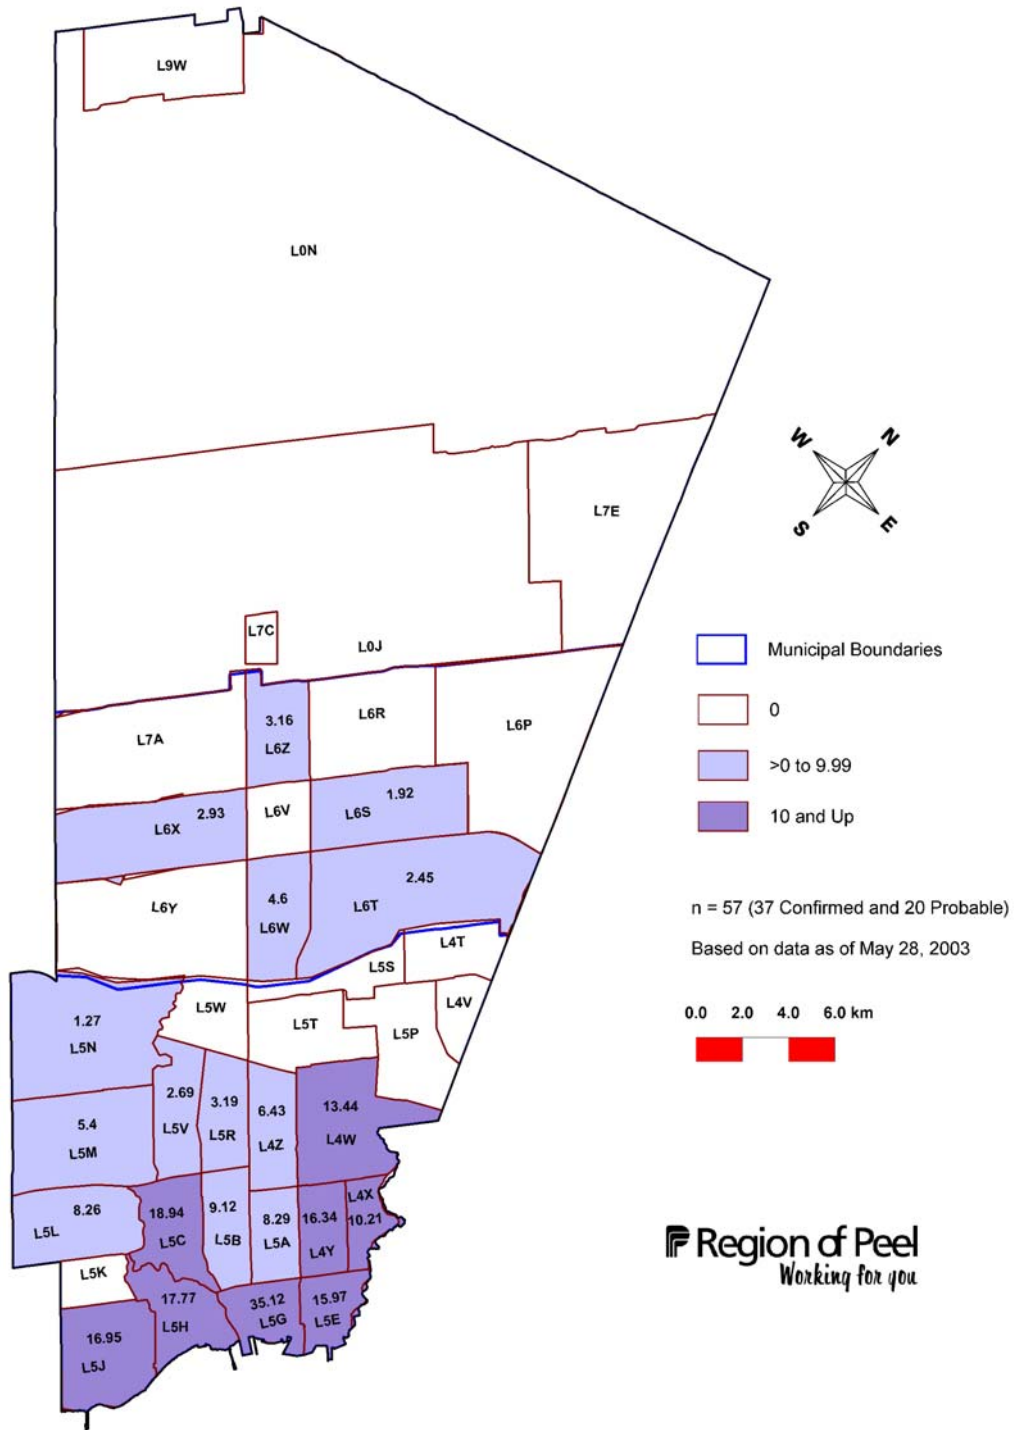 L9W
L0N
W
N
S
E
L7E
L7C
L0J
Municipal Boundaries
0
>0 to 9.99
10 and Up
L7A
3.16
L6Z
L6R
L6P
2.93
L6X
L6V
1.92
L6S
L6Y
4.6
L6W
2.45
L6T
n = 57 (37 Confirmed and 20 Probable)
Based on data as of May 28, 2003
L4T
L5S
L5W
L5T
L5P
L4V
0.0 2.0 4.0 6.0 km
1.27
L5N
2.69
L5V
3.19
L5R
6.43
L4Z
13.44
L4W
5.4
L5M
8.26
L5L
18.94
L5C
9.12
L5B
8.29
L5A
16.34
L4Y
L4X
10.21
L5K
17.77
L5H
35.12
L5G
15.97
L5E
16.95
L5J
Region of Peel
Working for you